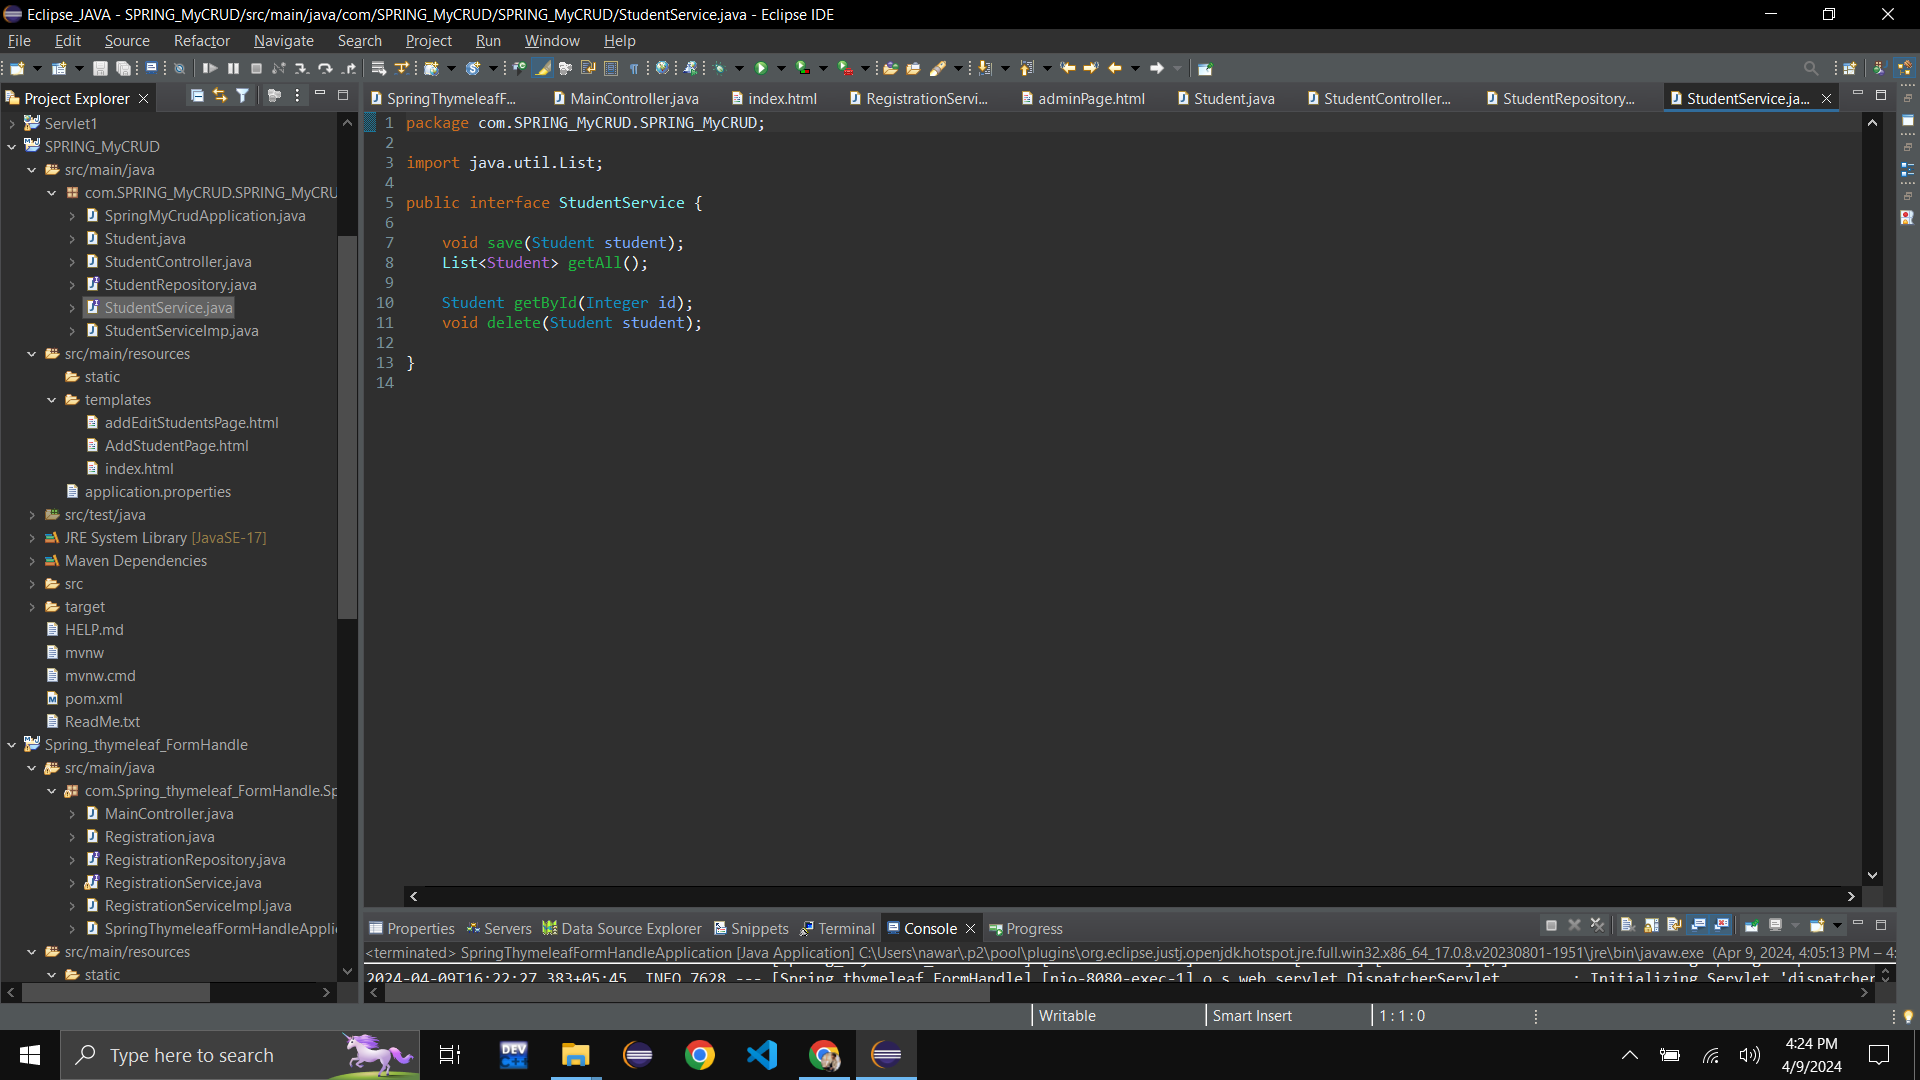 Eclipse_JAVA - SPRING_MyCRUD/src/main/java/com/SPRING_MyCRUD/SPRING_MyCRUD/StudentService.java - Eclipse IDE
File Edit Source Refactor Navigate Search Project Run Window Help
Project Explorer
SpringThymeleafF... MainController.java index.html RegistrationServi... adminPage.html Student.java StudentController... StudentRepository... StudentService.ja...
Servlet1
SPRING_MyCRUD
src/main/java
com.SPRING_MyCRUD.SPRING_MyCRU
SpringMyCrudApplication.java
Student.java
StudentController.java
StudentRepository.java
StudentService.java
StudentServiceImp.java
src/main/resources
static
templates
addEditStudentsPage.html
AddStudentPage.html
index.html
application.properties
src/test/java
JRE System Library [JavaSE-17]
Maven Dependencies
src
target
HELP.md
mvnw
mvnw.cmd
pom.xml
ReadMe.txt
Spring_thymeleaf_FormHandle
src/main/java
com.Spring_thymeleaf_FormHandle.Sp
MainController.java
Registration.java
RegistrationRepository.java
RegistrationService.java
RegistrationServiceImpl.java
SpringThymeleafFormHandleAppli
src/main/resources
static
1 package com.SPRING_MyCRUD.SPRING_MyCRUD;
2
3 import java.util.List;
4
5 public interface StudentService {
6
7 void save(Student student);
8 List<Student> getAll();
9
10 Student getById(Integer id);
11 void delete(Student student);
12
13 }
14
Properties Servers Data Source Explorer Snippets Terminal Console Progress
<terminated> SpringThymeleafFormHandleApplication [Java Application] C:\Users\nawar\.p2\pool\plugins\org.eclipse.justj.openjdk.hotspot.jre.full.win32.x86_64_17.0.8.v20230801-1951\jre\bin\javaw.exe (Apr 9, 2024, 4:05:13 PM – 4:
2024-04-09T16:22:27.383+05:45 INFO 7628 --- [Spring_thymeleaf_FormHandle] [nio-8080-exec-1] o.s.web.servlet.DispatcherServlet : Initializing Servlet 'dispatcher
Writable Smart Insert 1 : 1 : 0
Type here to search
DEV
C++
4:24 PM
4/9/2024